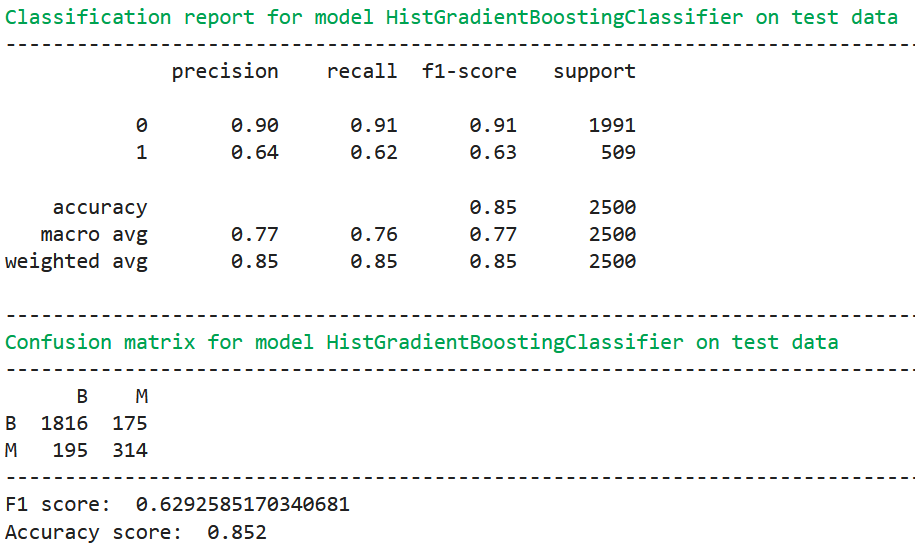 Classification report for model HistGradientBoostingClassifier on test data
----------------------------------------------------------------------------
              precision    recall  f1-score   support

           0       0.90      0.91      0.91      1991
           1       0.64      0.62      0.63       509

    accuracy                           0.85      2500
   macro avg       0.77      0.76      0.77      2500
weighted avg       0.85      0.85      0.85      2500

----------------------------------------------------------------------------
Confusion matrix for model HistGradientBoostingClassifier on test data
----------------------------------------------------------------------------
      B    M
B  1816  175
M   195  314
----------------------------------------------------------------------------
F1 score:  0.6292585170340681
Accuracy score:  0.852